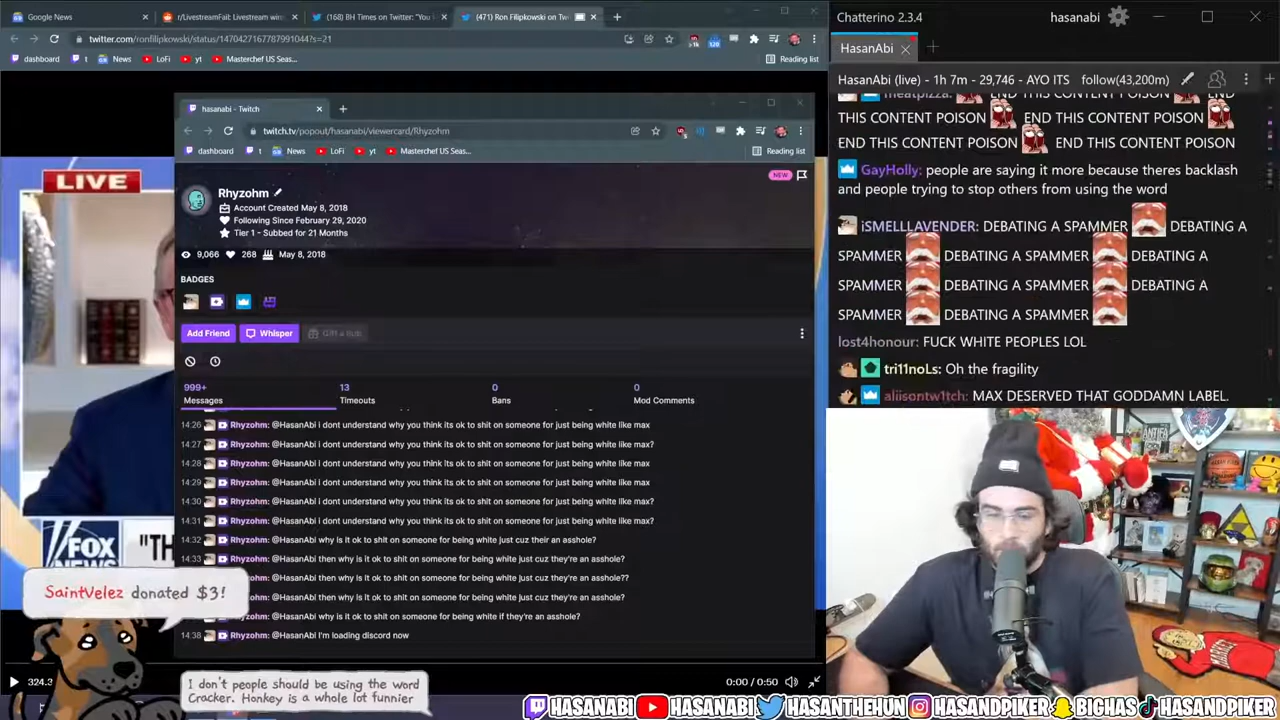 Google News
r/LivestreamFail: Livestream win
(168) BH Times on Twitter: "You
(471) Ron Filipkowski on Tw
twitter.com/ronfilipkowski/status/1470427167787991044?s=21
dashboard
t
News
LoFi
yt
Masterchef US Seas...
Reading list
LIVE
hasanabi - Twitch
twitch.tv/popout/hasanabi/viewercard/Rhyzohm
dashboard
t
News
LoFi
yt
Masterchef US Seas...
Reading list
NEW
Rhyzohm
Account Created May 8, 2018
Following Since February 29, 2020
Tier 1 - Subbed for 21 Months
9,066 268 May 8, 2018
BADGES
Add Friend
Whisper
Gift a Sub
999+
Messages
13
Timeouts
0
Bans
0
Mod Comments
14:26 Rhyzohm: @HasanAbi i dont understand why you think its ok to shit on someone for just being white like max
14:27 Rhyzohm: @HasanAbi i dont understand why you think its ok to shit on someone for just being white like max?
14:28 Rhyzohm: @HasanAbi i dont understand why you think its ok to shit on someone for just being white like max
14:29 Rhyzohm: @HasanAbi i dont understand why you think its ok to shit on someone for just being white like max
14:30 Rhyzohm: @HasanAbi i dont understand why you think its ok to shit on someone for just being white like max?
14:31 Rhyzohm: @HasanAbi i dont understand why you think its ok to shit on someone for just being white like max?
14:32 Rhyzohm: @HasanAbi why is it ok to shit on someone for being white just cuz their an asshole?
14:33 Rhyzohm: @HasanAbi then why is it ok to shit on someone for being white just cuz they're an asshole?
Rhyzohm: @HasanAbi then why is it ok to shit on someone for being white just cuz they're an asshole??
Rhyzohm: @HasanAbi then why is it ok to shit on someone for being white just cuz they're an asshole?
Rhyzohm: @HasanAbi why is it ok to shit on someone for being white if they're an asshole?
14:38 Rhyzohm: @HasanAbi I'm loading discord now
FOX
NEWS
"TH
SaintVelez donated $3!
I don't people should be using the word
Cracker. Honkey is a whole lot funnier
324.3
0:00 / 0:50
Chatterino 2.3.4
hasanabi
HasanAbi
HasanAbi (live) - 1h 7m - 29,746 - AYO ITS
follow(43,200m)
meatpizza: END THIS CONTENT POISON END
THIS CONTENT POISON END THIS CONTENT POISON
END THIS CONTENT POISON END THIS CONTENT POISON
GayHolly: people are saying it more because theres backlash
and people trying to stop others from using the word
iSMELLLAVENDER: DEBATING A SPAMMER DEBATING A
SPAMMER DEBATING A SPAMMER DEBATING A
SPAMMER DEBATING A SPAMMER DEBATING A
SPAMMER DEBATING A SPAMMER
lost4honour: FUCK WHITE PEOPLES LOL
tri11noLs: Oh the fragility
aliisontw1tch: MAX DESERVED THAT GODDAMN LABEL.
ANTIFA
HASANABI HASANABI HASANTHEHUN HASANDPIKER BIGHAS HASANDPIKER